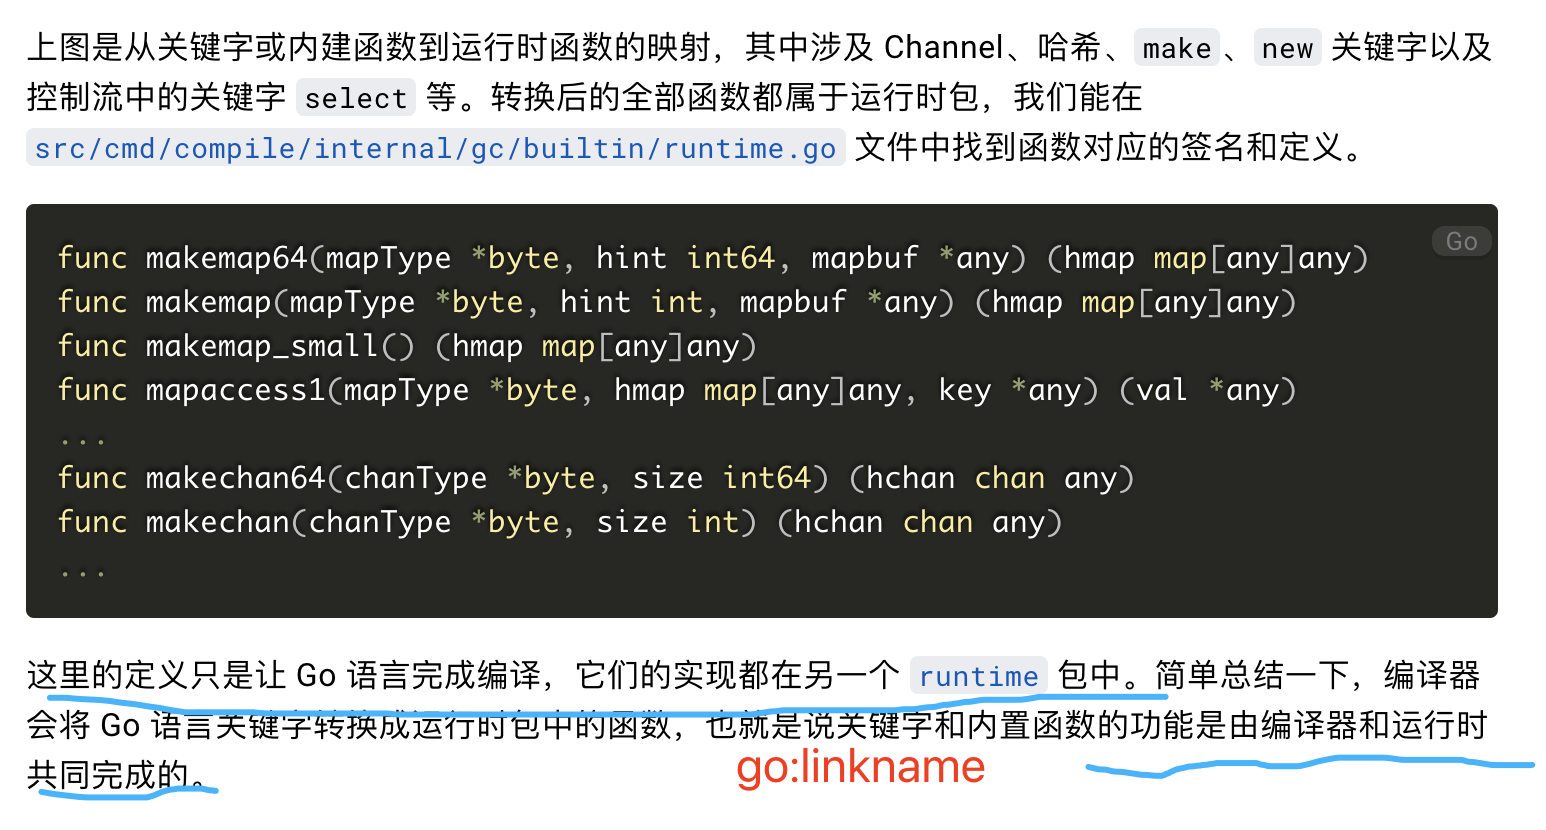 上图是从关键字或内建函数到运行时函数的映射，其中涉及 Channel、哈希、make、new 关键字以及
控制流中的关键字 select 等。转换后的全部函数都属于运行时包，我们能在
src/cmd/compile/internal/gc/builtin/runtime.go 文件中找到函数对应的签名和定义。
Go
func makemap64(mapType *byte, hint int64, mapbuf *any) (hmap map[any]any)
func makemap(mapType *byte, hint int, mapbuf *any) (hmap map[any]any)
func makemap_small() (hmap map[any]any)
func mapaccess1(mapType *byte, hmap map[any]any, key *any) (val *any)
...
func makechan64(chanType *byte, size int64) (hchan chan any)
func makechan(chanType *byte, size int) (hchan chan any)
...
这里的定义只是让 Go 语言完成编译，它们的实现都在另一个 runtime 包中。简单总结一下，编译器
会将 Go 语言关键字转换成运行时包中的函数，也就是说关键字和内置函数的功能是由编译器和运行时
共同完成的。
go:linkname